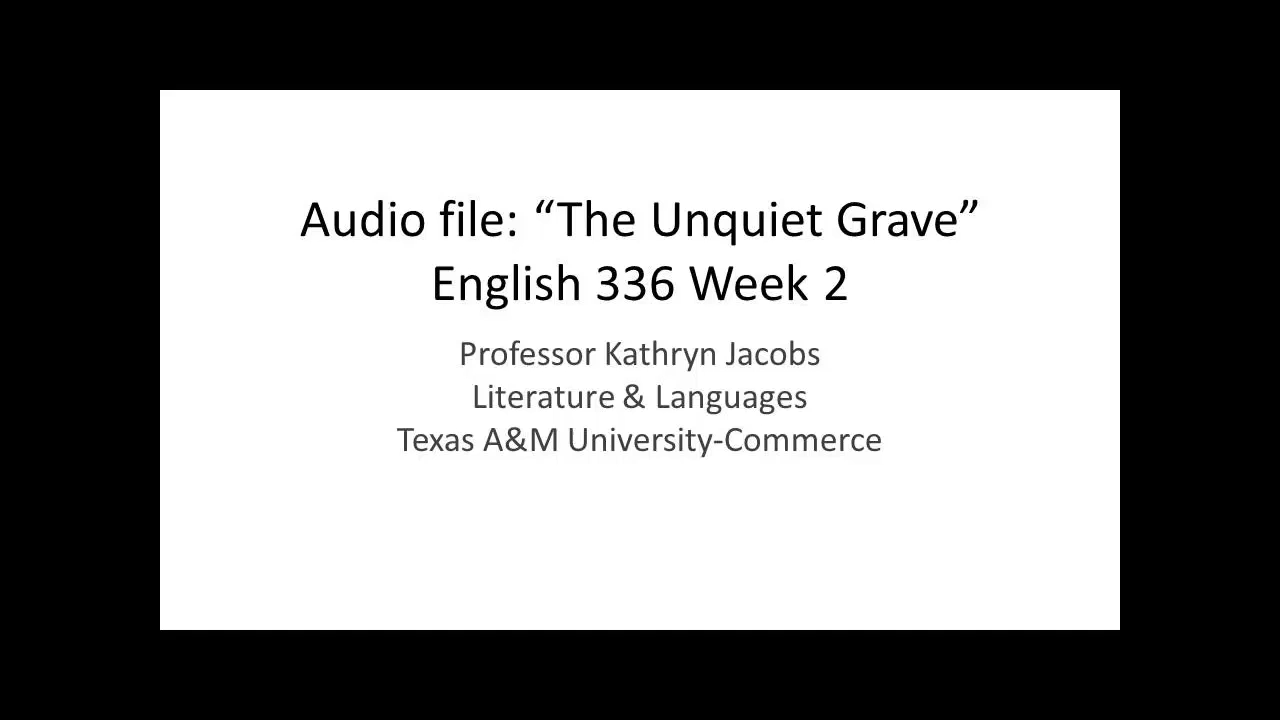 Audio file: “The Unquiet Grave”
English 336 Week 2
Professor Kathryn Jacobs
Literature & Languages
Texas A&M University-Commerce